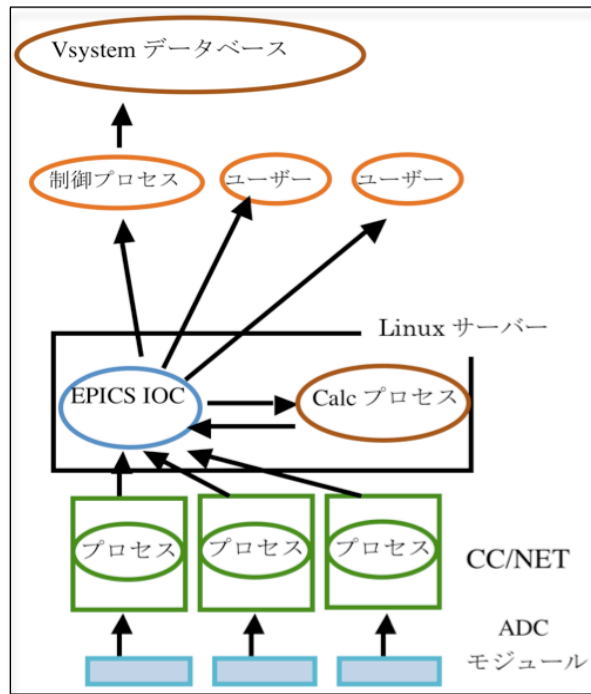 Vsystem データベース
制御プロセス
ユーザー
ユーザー
Linux サーバー
EPICS IOC
Calc プロセス
プロセス
プロセス
プロセス
CC/NET
ADC
モジュール